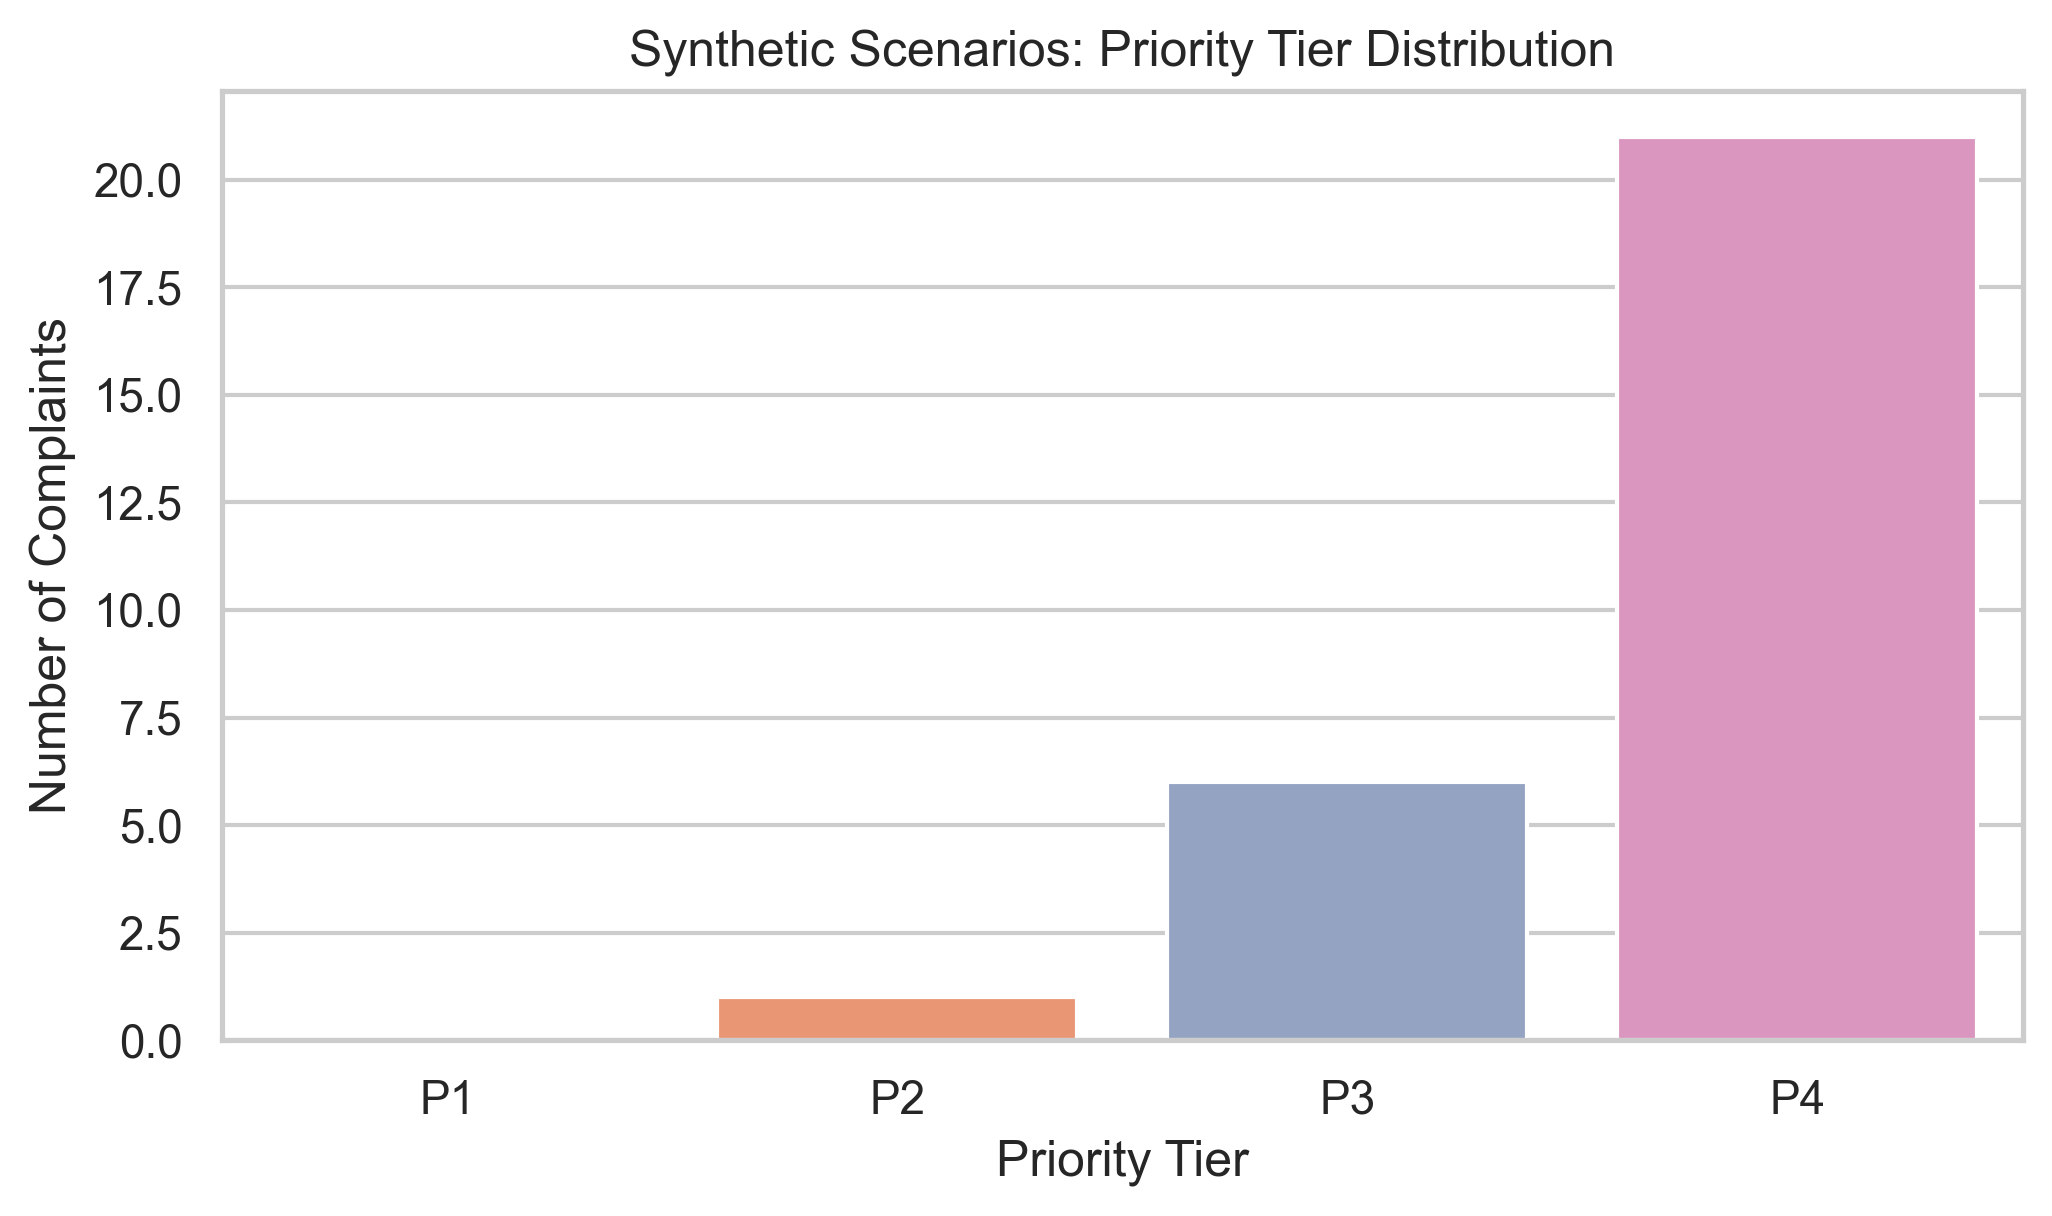 Synthetic Scenarios: Priority Tier Distribution
Number of Complaints
20.0
17.5
15.0
12.5
10.0
7.5
5.0
2.5
0.0
P1 P2 P3 P4
Priority Tier